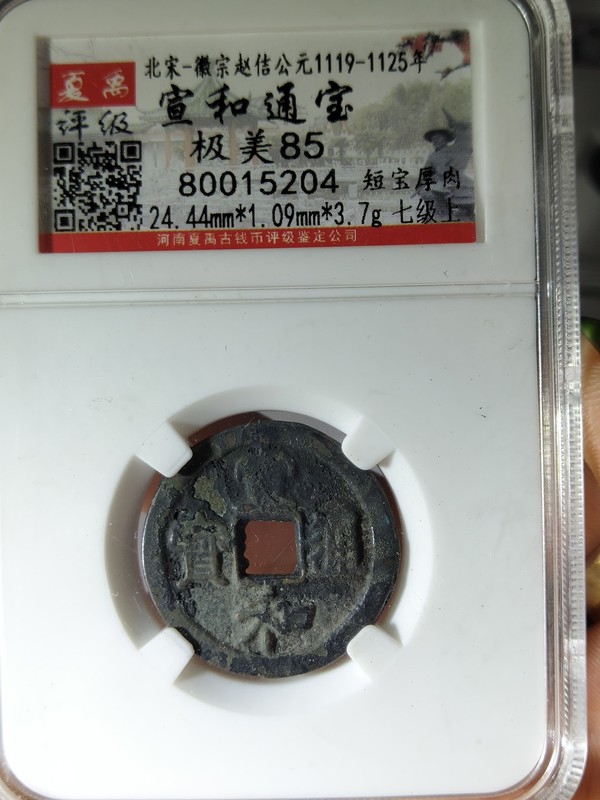 北宋-徽宗赵佶公元1119-1125年
夏禹
评级
宣和通宝
极美85
80015204 短宝厚肉
24.44mm*1.09mm*3.7g 七级上
河南夏禹古钱币评级鉴定公司
和
通
寶